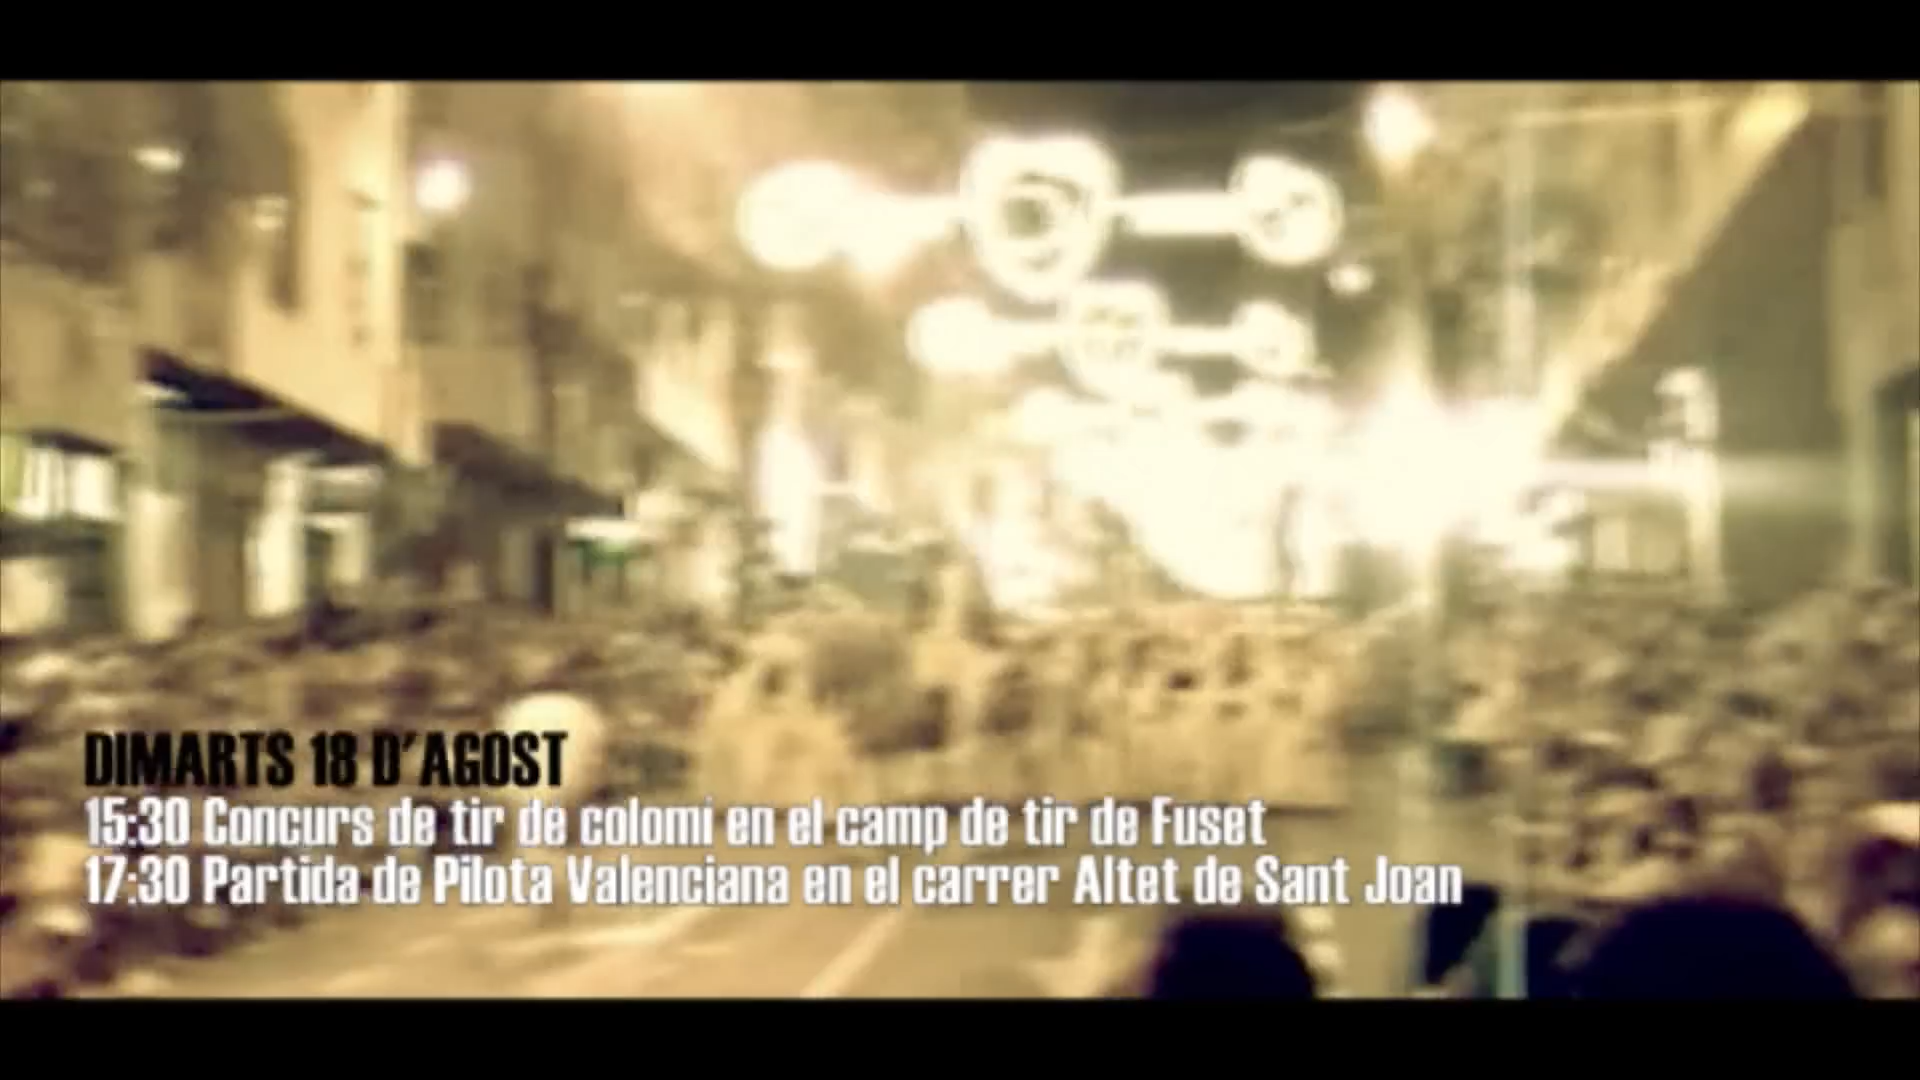 DIMARTS 18 D'AGOST
15:30 Concurs de tir de colomi en el camp de tir de Fuset
17:30 Partida de Pilota Valenciana en el carrer Altet de Sant Joan